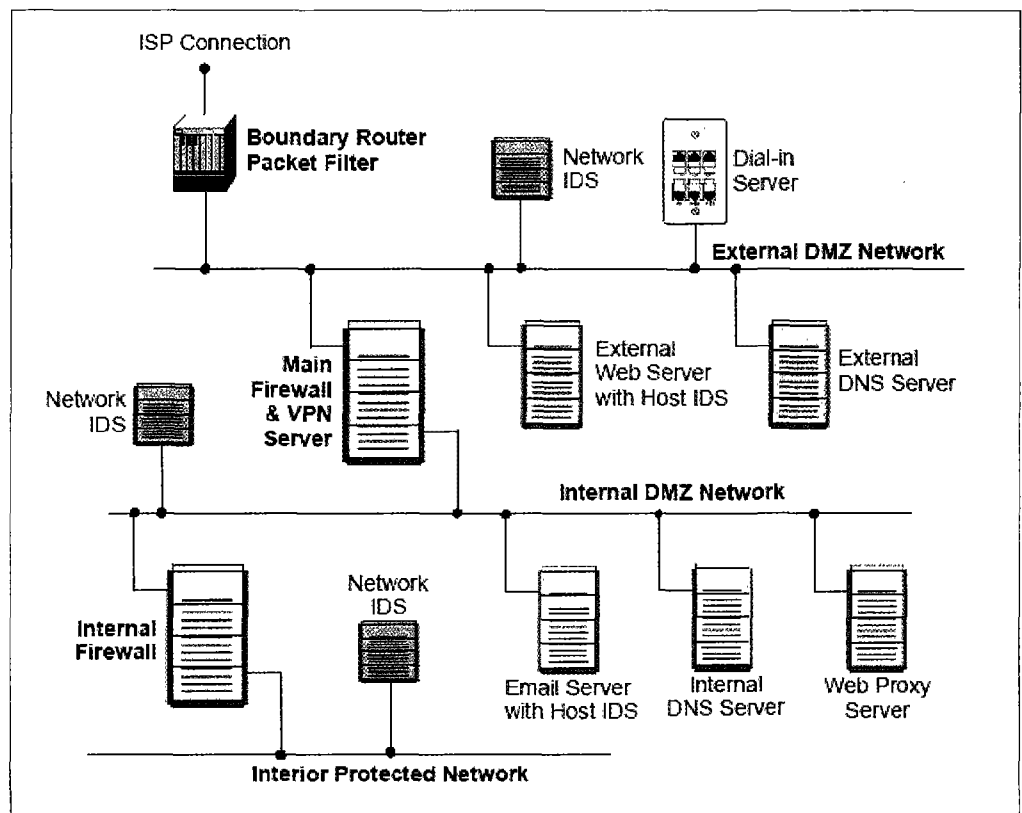 ISP Connection
Boundary Router
Packet Filter
Network
IDS
Dial-in
Server
External DMZ Network
Main
Firewall
& VPN
Server
External
Web Server
with Host IDS
External
DNS Server
Network
IDS
Internal DMZ Network
Internal
Firewall
Network
IDS
Email Server
with Host IDS
Internal
DNS Server
Web Proxy
Server
Interior Protected Network